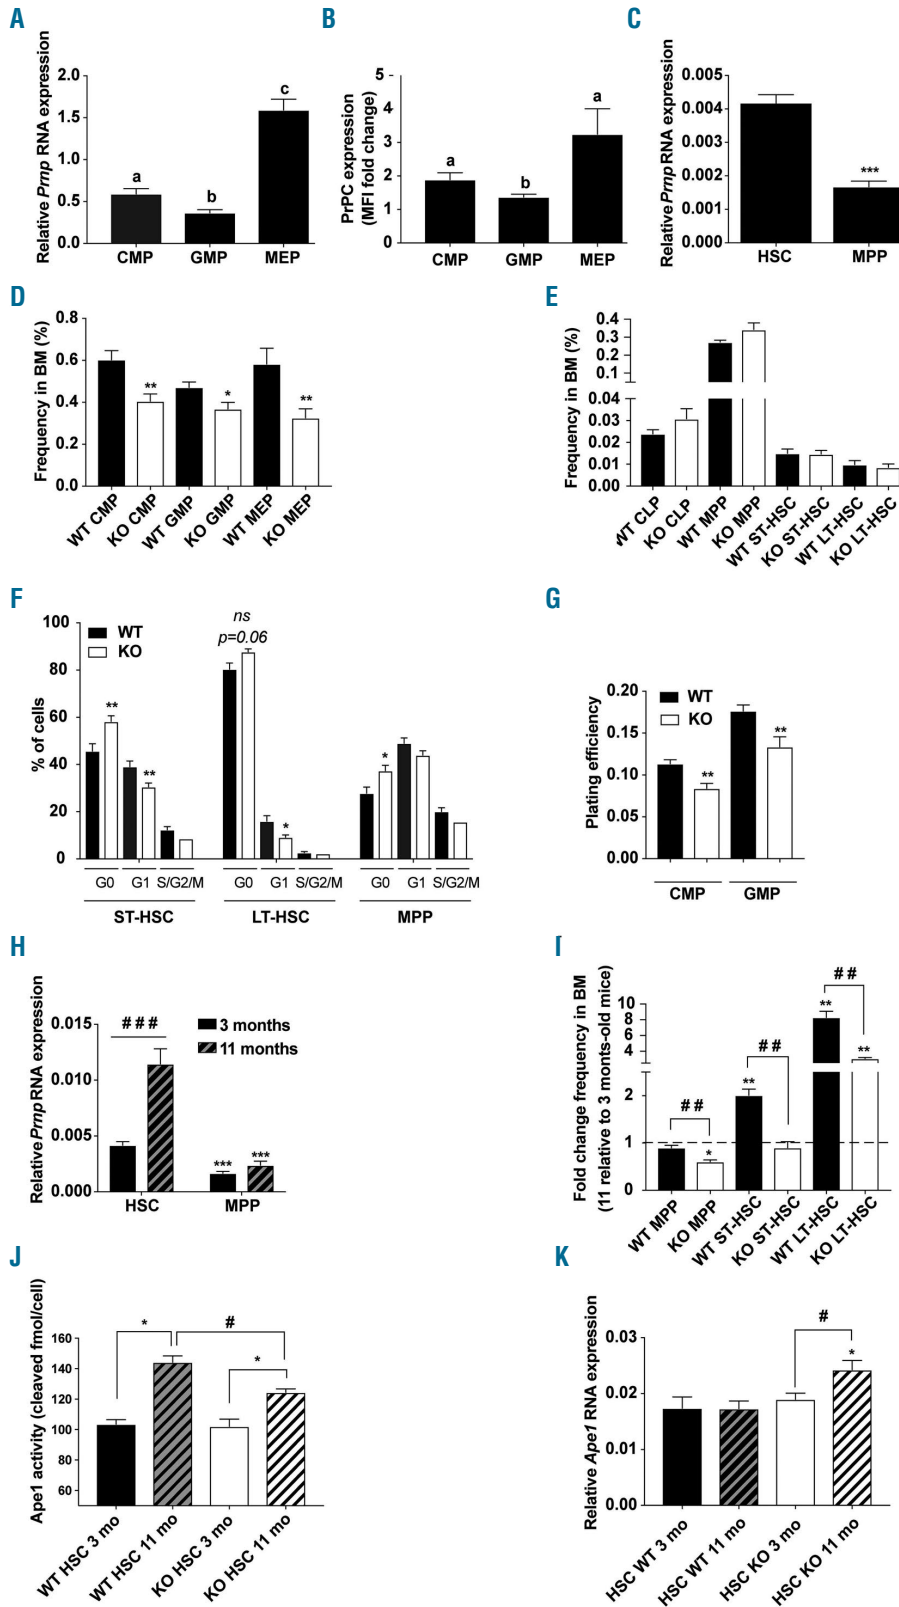 A
B
C
Relative Prnp RNA expression
2.0
1.5
1.0
0.5
0.0
a
b
c
CMP
GMP
MEP
PrPC expression
(MFI fold change)
5
4
3
2
1
0
a
b
a
CMP
GMP
MEP
Relative Prnp RNA expression
0.005
0.004
0.003
0.002
0.001
0.000
***
HSC
MPP
D
E
Frequency in BM (%)
0.8
0.6
0.4
0.2
0.0
**
*
**
WT CMP
KO CMP
WT GMP
KO GMP
WT MEP
KO MEP
Frequency in BM (%)
0.4
0.3
0.2
0.1
0.04
0.03
0.02
0.01
0.00
WT CLP
KO CLP
WT MPP
KO MPP
WT ST-HSC
KO ST-HSC
WT LT-HSC
KO LT-HSC
F
G
% of cells
100
80
60
40
20
0
WT
KO
ns
p=0.06
**
**
*
*
G0 G1 S/G2/M
G0 G1 S/G2/M
G0 G1 S/G2/M
ST-HSC
LT-HSC
MPP
Plating efficiency
0.20
0.15
0.10
0.05
0.00
WT
KO
**
**
CMP
GMP
H
I
Relative Prnp RNA expression
0.015
0.010
0.005
0.000
# # #
3 months
11 months
***
***
HSC
MPP
Fold change frequency in BM
(11 relative to 3 monts-old mice)
10
8
6
4
2
1
0
# #
# #
# #
*
**
**
**
WT MPP
KO MPP
WT ST-HSC
KO ST-HSC
WT LT-HSC
KO LT-HSC
J
K
Ape1 activity (cleaved fmol/cell)
160
140
120
100
80
60
*
#
*
WT HSC 3 mo
WT HSC 11 mo
KO HSC 3 mo
KO HSC 11 mo
Relative Ape1 RNA expression
0.03
0.02
0.01
0.00
#
*
HSC WT 3 mo
HSC WT 11 mo
HSC KO 3 mo
HSC KO 11 mo